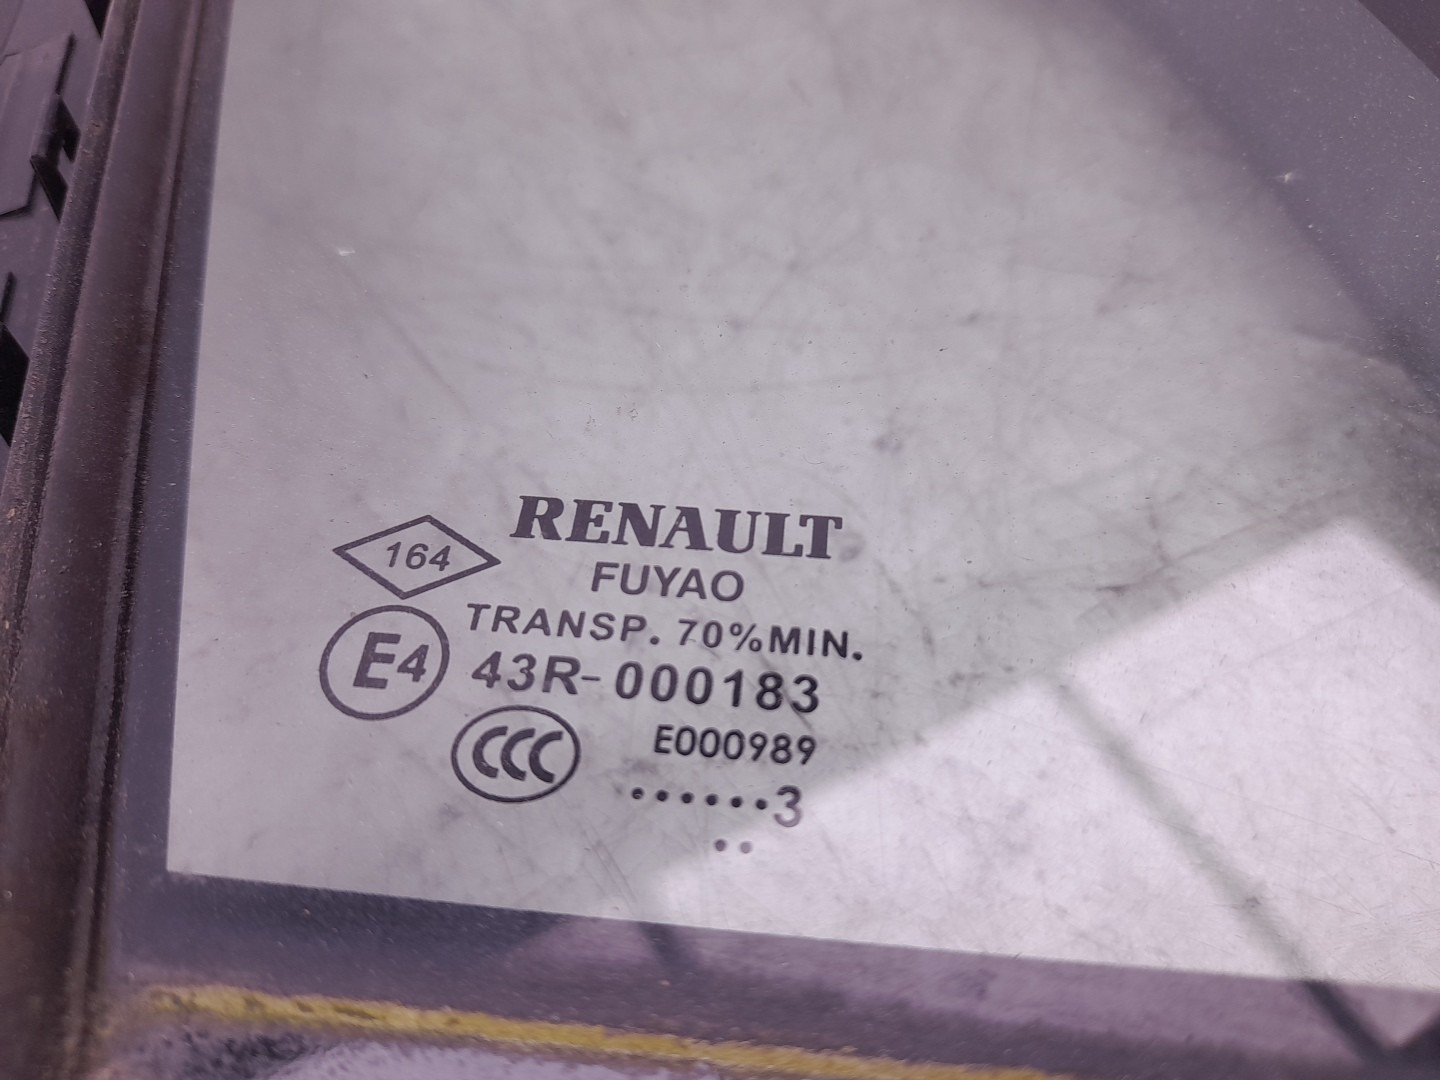 RENAULT
164
FUYAO
TRANSP. 70%MIN.
E4
43R-000183
CCC
E000989
......3
..